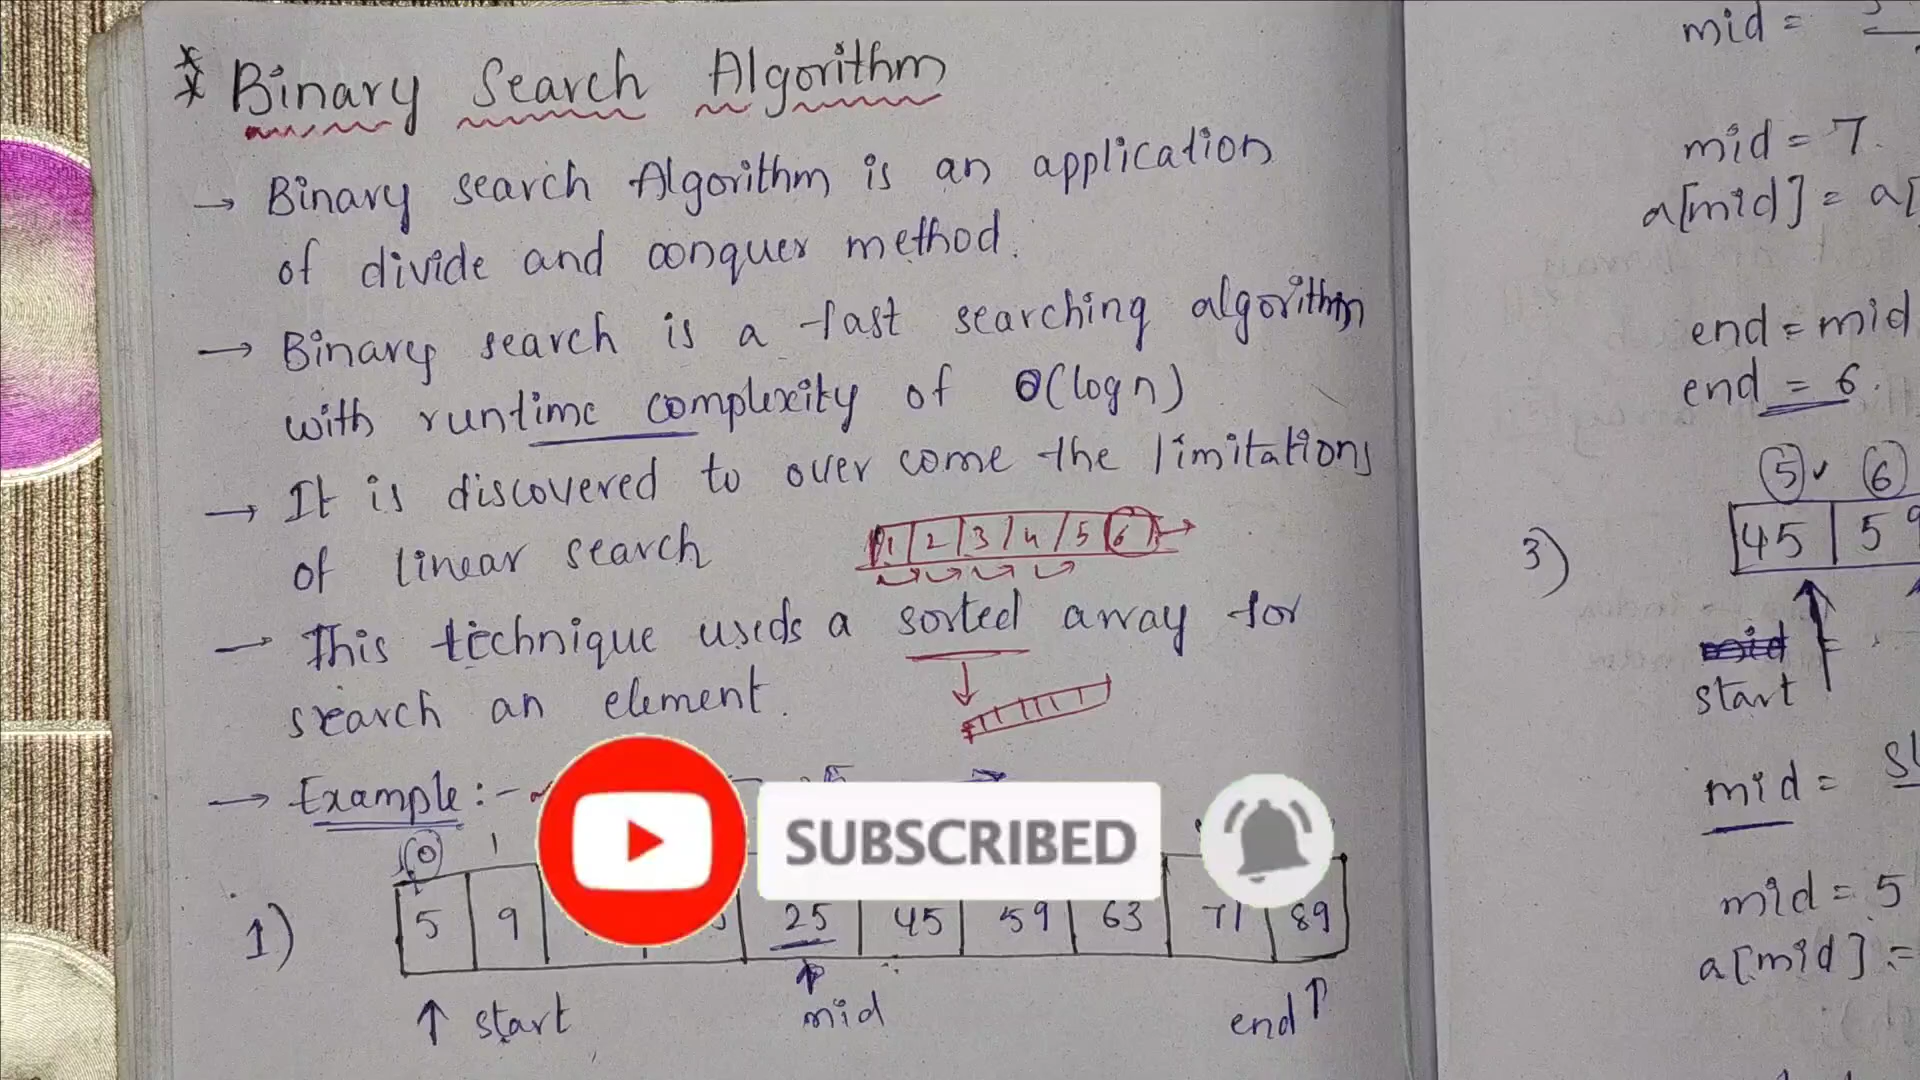 * Binary Search Algorithm
→ Binary search Algorithm is an application
of divide and conquer method.
→ Binary search is a fast searching algorithm
with runtime complexity of O(log n)
→ It is discovered to over come the limitations
of linear search
1 2 3 4 5 6
→ This technique useds a sorted array for
search an element.
→ Example :-
SUBSCRIBED
0 1
1) 5 9 25 45 59 63 71 89
↑ start mid end ↑
mid =
mid = 7.
a[mid] = a[
end = mid
end = 6.
5 6
3) 45 59
start
mid =
mid = 5
a[mid] =